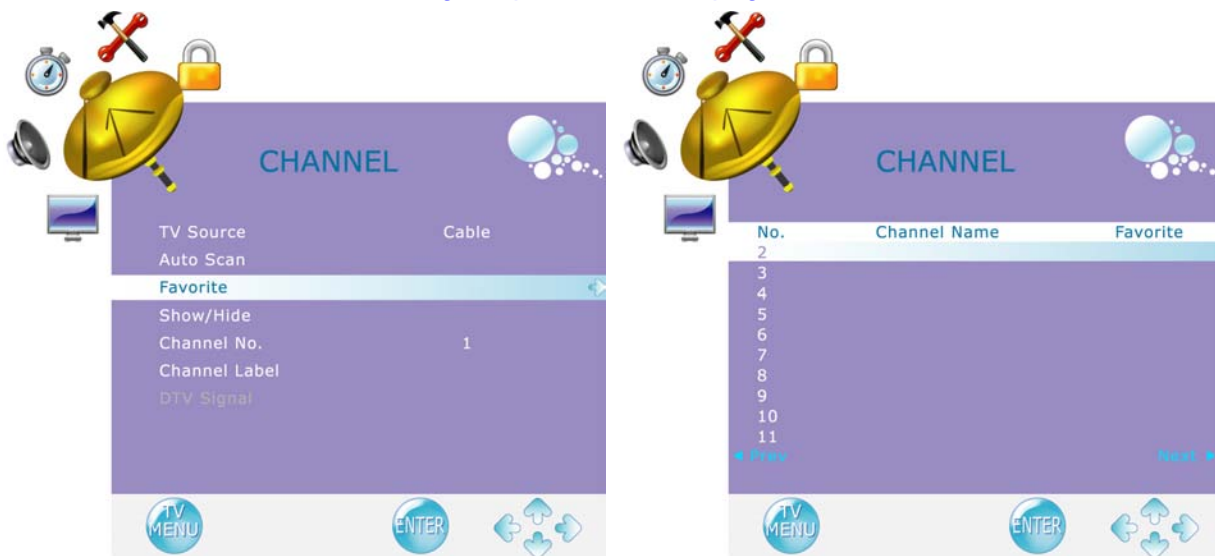 CHANNEL
TV Source Cable
Auto Scan
Favorite
Show/Hide
Channel No. 1
Channel Label
DTV Signal
TV
MENU
ENTER
CHANNEL
No. Channel Name Favorite
2
3
4
5
6
7
8
9
10
11
Prev Next
TV
MENU
ENTER